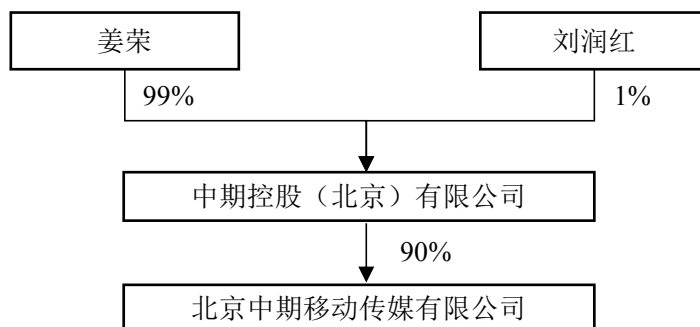 姜荣
刘润红
99%
1%
中期控股（北京）有限公司
90%
北京中期移动传媒有限公司